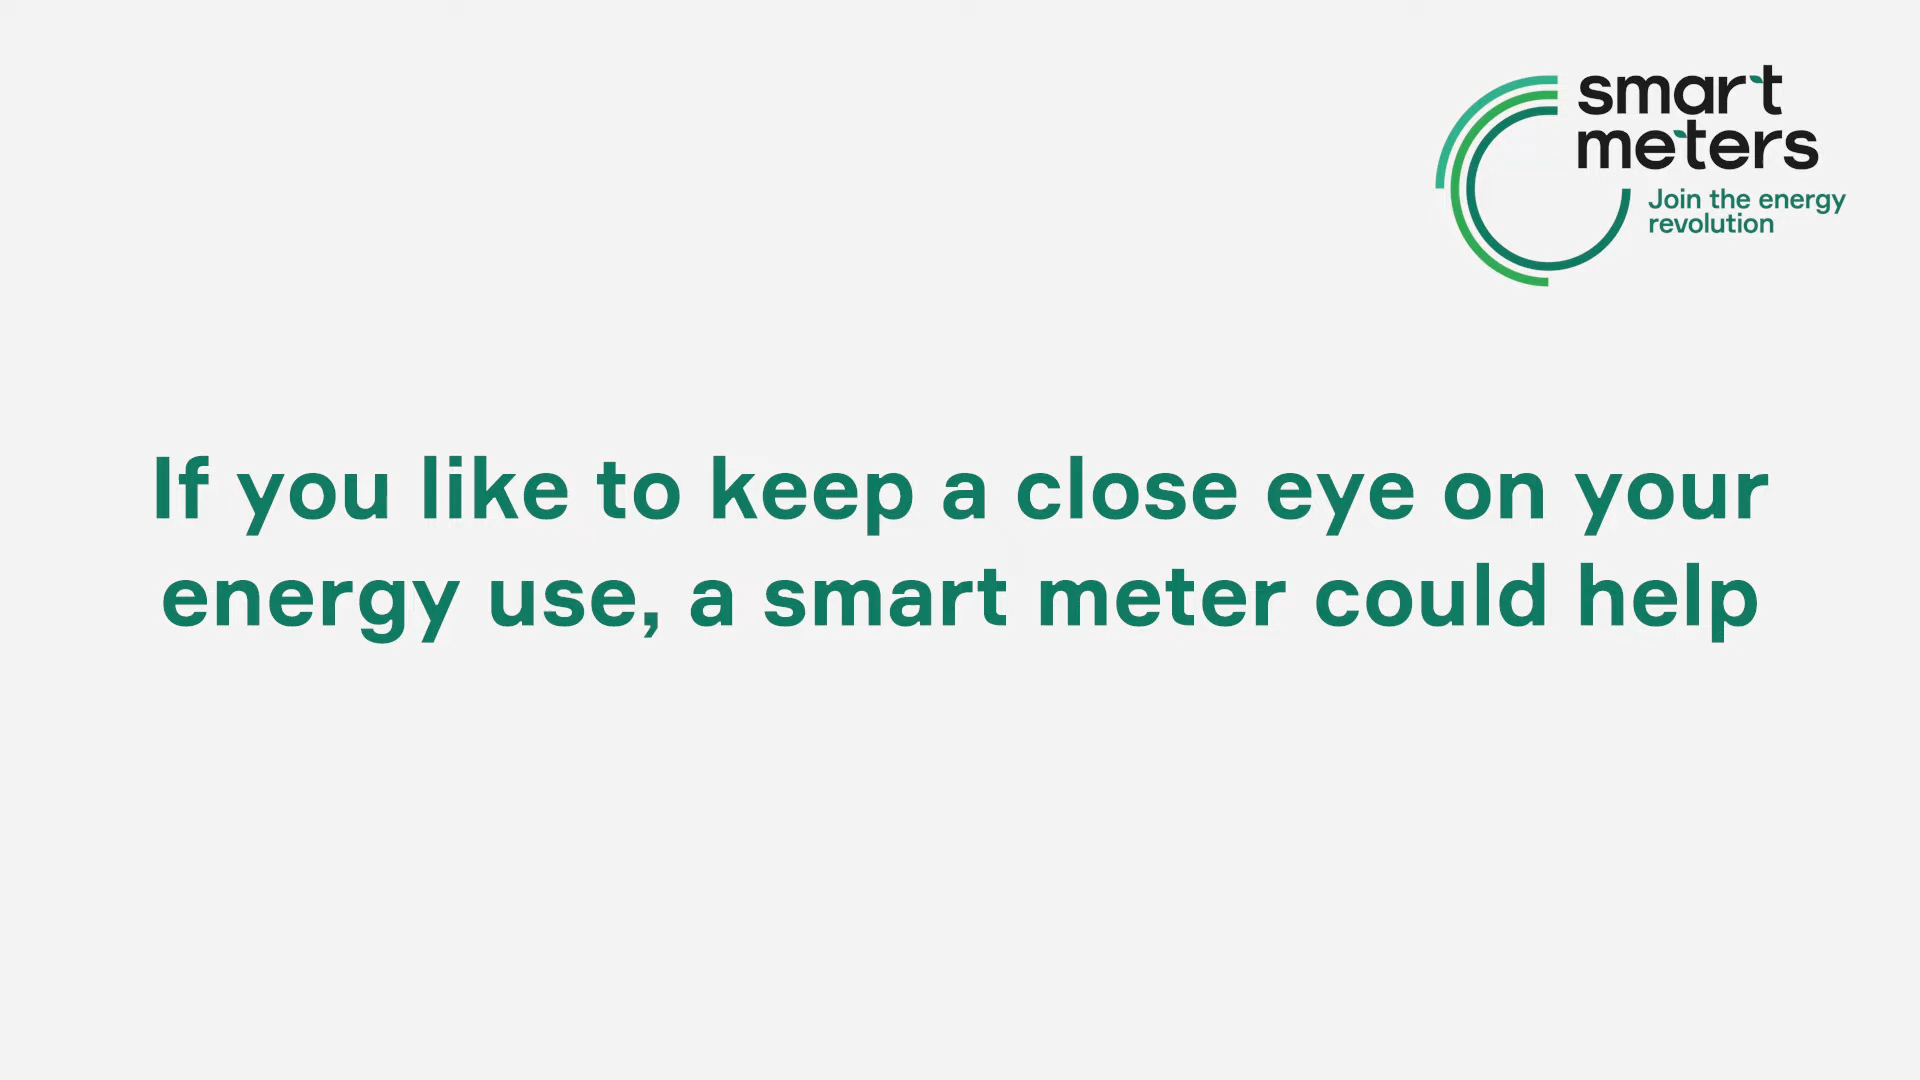 smart
meters
Join the energy
revolution
If you like to keep a close eye on your
energy use, a smart meter could help